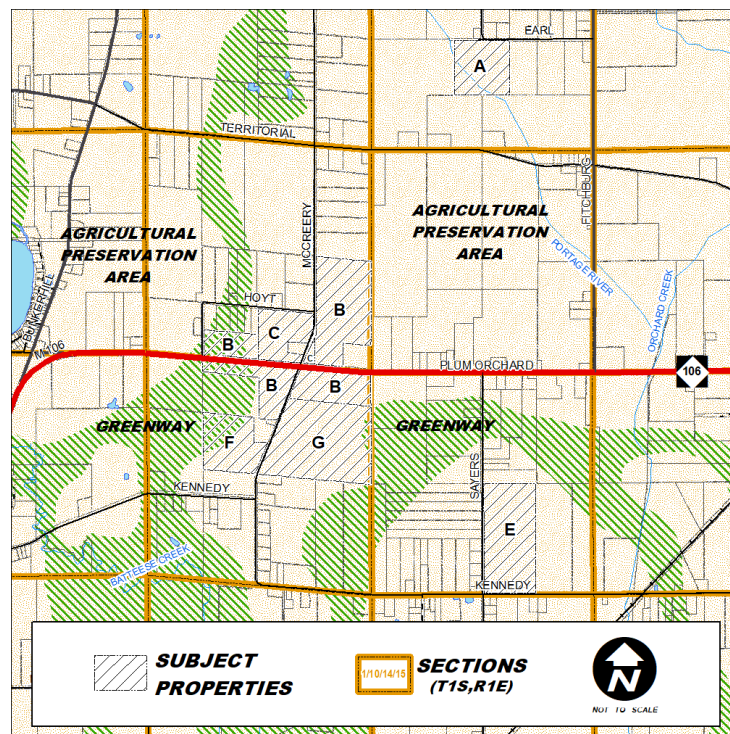 EARL
A
TERRITORIAL
FITCHBURG
MCCREERY
AGRICULTURAL
PRESERVATION
AREA
AGRICULTURAL
PRESERVATION
AREA
PORTAGE RIVER
ORCHARD CREEK
BUNKERHILL
HOYT
B
C
B
M-106
C
PLUM ORCHARD
106
B
B
GREENWAY
GREENWAY
F
G
SAYERS
KENNEDY
E
BATTEESE CREEK
KENNEDY
SUBJECT
PROPERTIES
1/10/14/15
SECTIONS
(T1S,R1E)
N
NOT TO SCALE